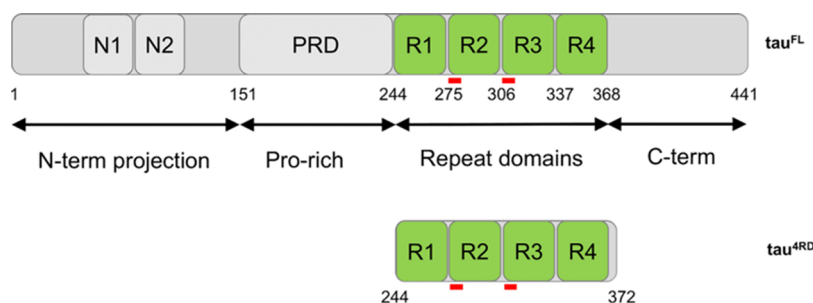 N1 N2 PRD R1 R2 R3 R4 tauFL
1 151 244 275 306 337 368 441
N-term projection Pro-rich Repeat domains C-term
R1 R2 R3 R4 tau4RD
244 372